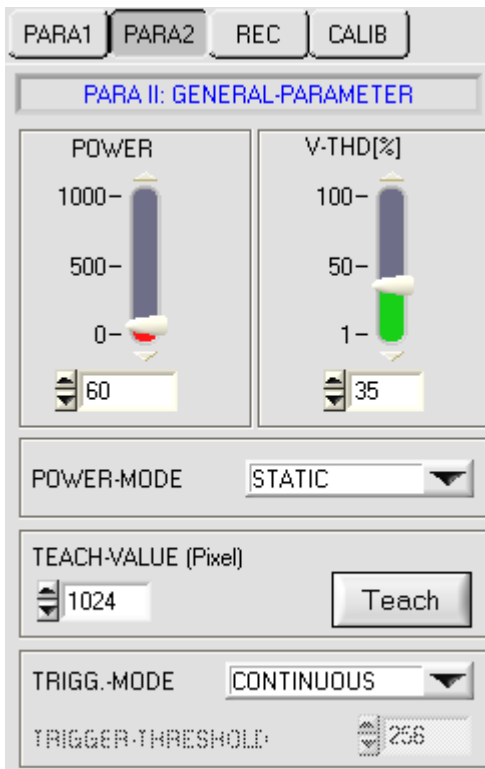 PARA1 PARA2 REC CALIB
PARA II: GENERAL-PARAMETER
POWER V-THD[%]
1000 100
500 50
0 1
60 35
POWER-MODE STATIC
TEACH-VALUE (Pixel)
1024 Teach
TRIGG.-MODE CONTINUOUS
TRIGGER-THRESHOLD: 256